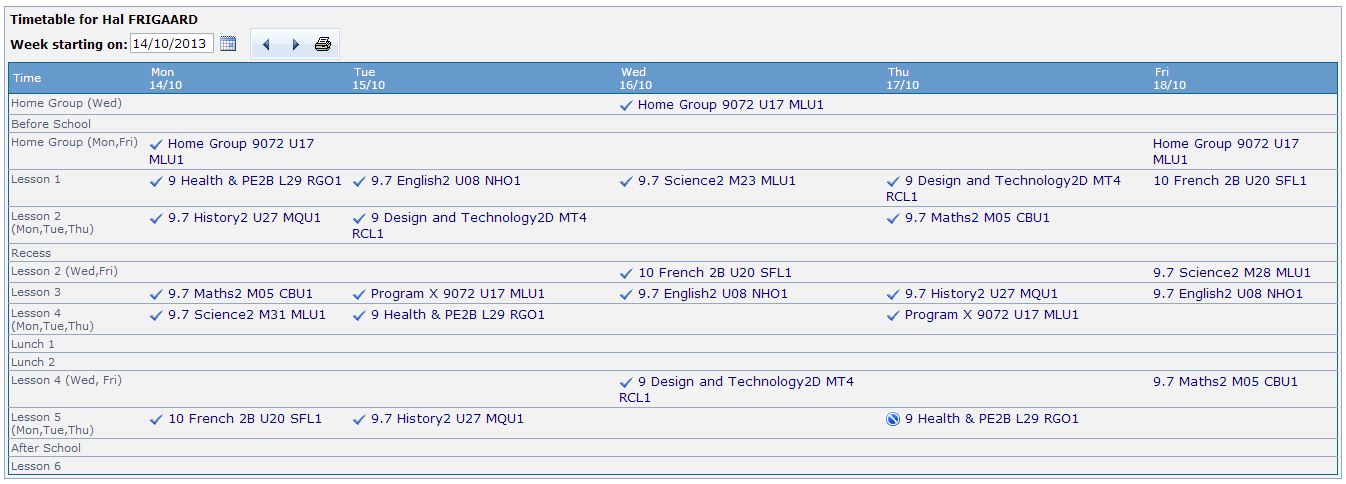 Timetable for Hal FRIGAARD
Week starting on: 14/10/2013
Time Mon Tue Wed Thu Fri
14/10 15/10 16/10 17/10 18/10
Home Group (Wed) Home Group 9072 U17 MLU1
Before School
Home Group (Mon,Fri) Home Group 9072 U17 Home Group 9072 U17
MLU1 MLU1
Lesson 1 9 Health & PE2B L29 RGO1 9.7 English2 U08 NHO1 9.7 Science2 M23 MLU1 9 Design and Technology2D MT4 10 French 2B U20 SFL1
RCL1
Lesson 2 9.7 History2 U27 MQU1 9 Design and Technology2D MT4 9.7 Maths2 M05 CBU1
(Mon,Tue,Thu) RCL1
Recess
Lesson 2 (Wed,Fri) 10 French 2B U20 SFL1 9.7 Science2 M28 MLU1
Lesson 3 9.7 Maths2 M05 CBU1 Program X 9072 U17 MLU1 9.7 English2 U08 NHO1 9.7 History2 U27 MQU1 9.7 English2 U08 NHO1
Lesson 4 9.7 Science2 M31 MLU1 9 Health & PE2B L29 RGO1 Program X 9072 U17 MLU1
(Mon,Tue,Thu)
Lunch 1
Lunch 2
Lesson 4 (Wed, Fri) 9 Design and Technology2D MT4 9.7 Maths2 M05 CBU1
RCL1
Lesson 5 10 French 2B U20 SFL1 9.7 History2 U27 MQU1 9 Health & PE2B L29 RGO1
(Mon,Tue,Thu)
After School
Lesson 6